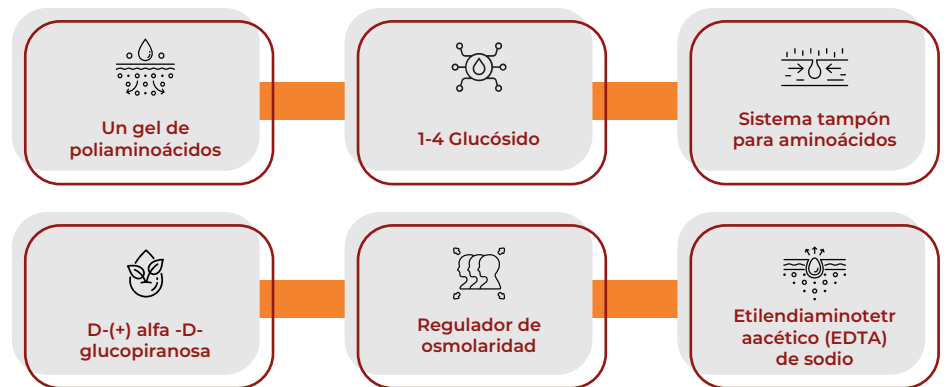 Un gel de
poliaminoácidos
1-4 Glucósido
Sistema tampón
para aminoácidos
D-(+) alfa -D-
glucopiranosa
Regulador de
osmolaridad
Etilendiaminotetr
aacético (EDTA)
de sodio